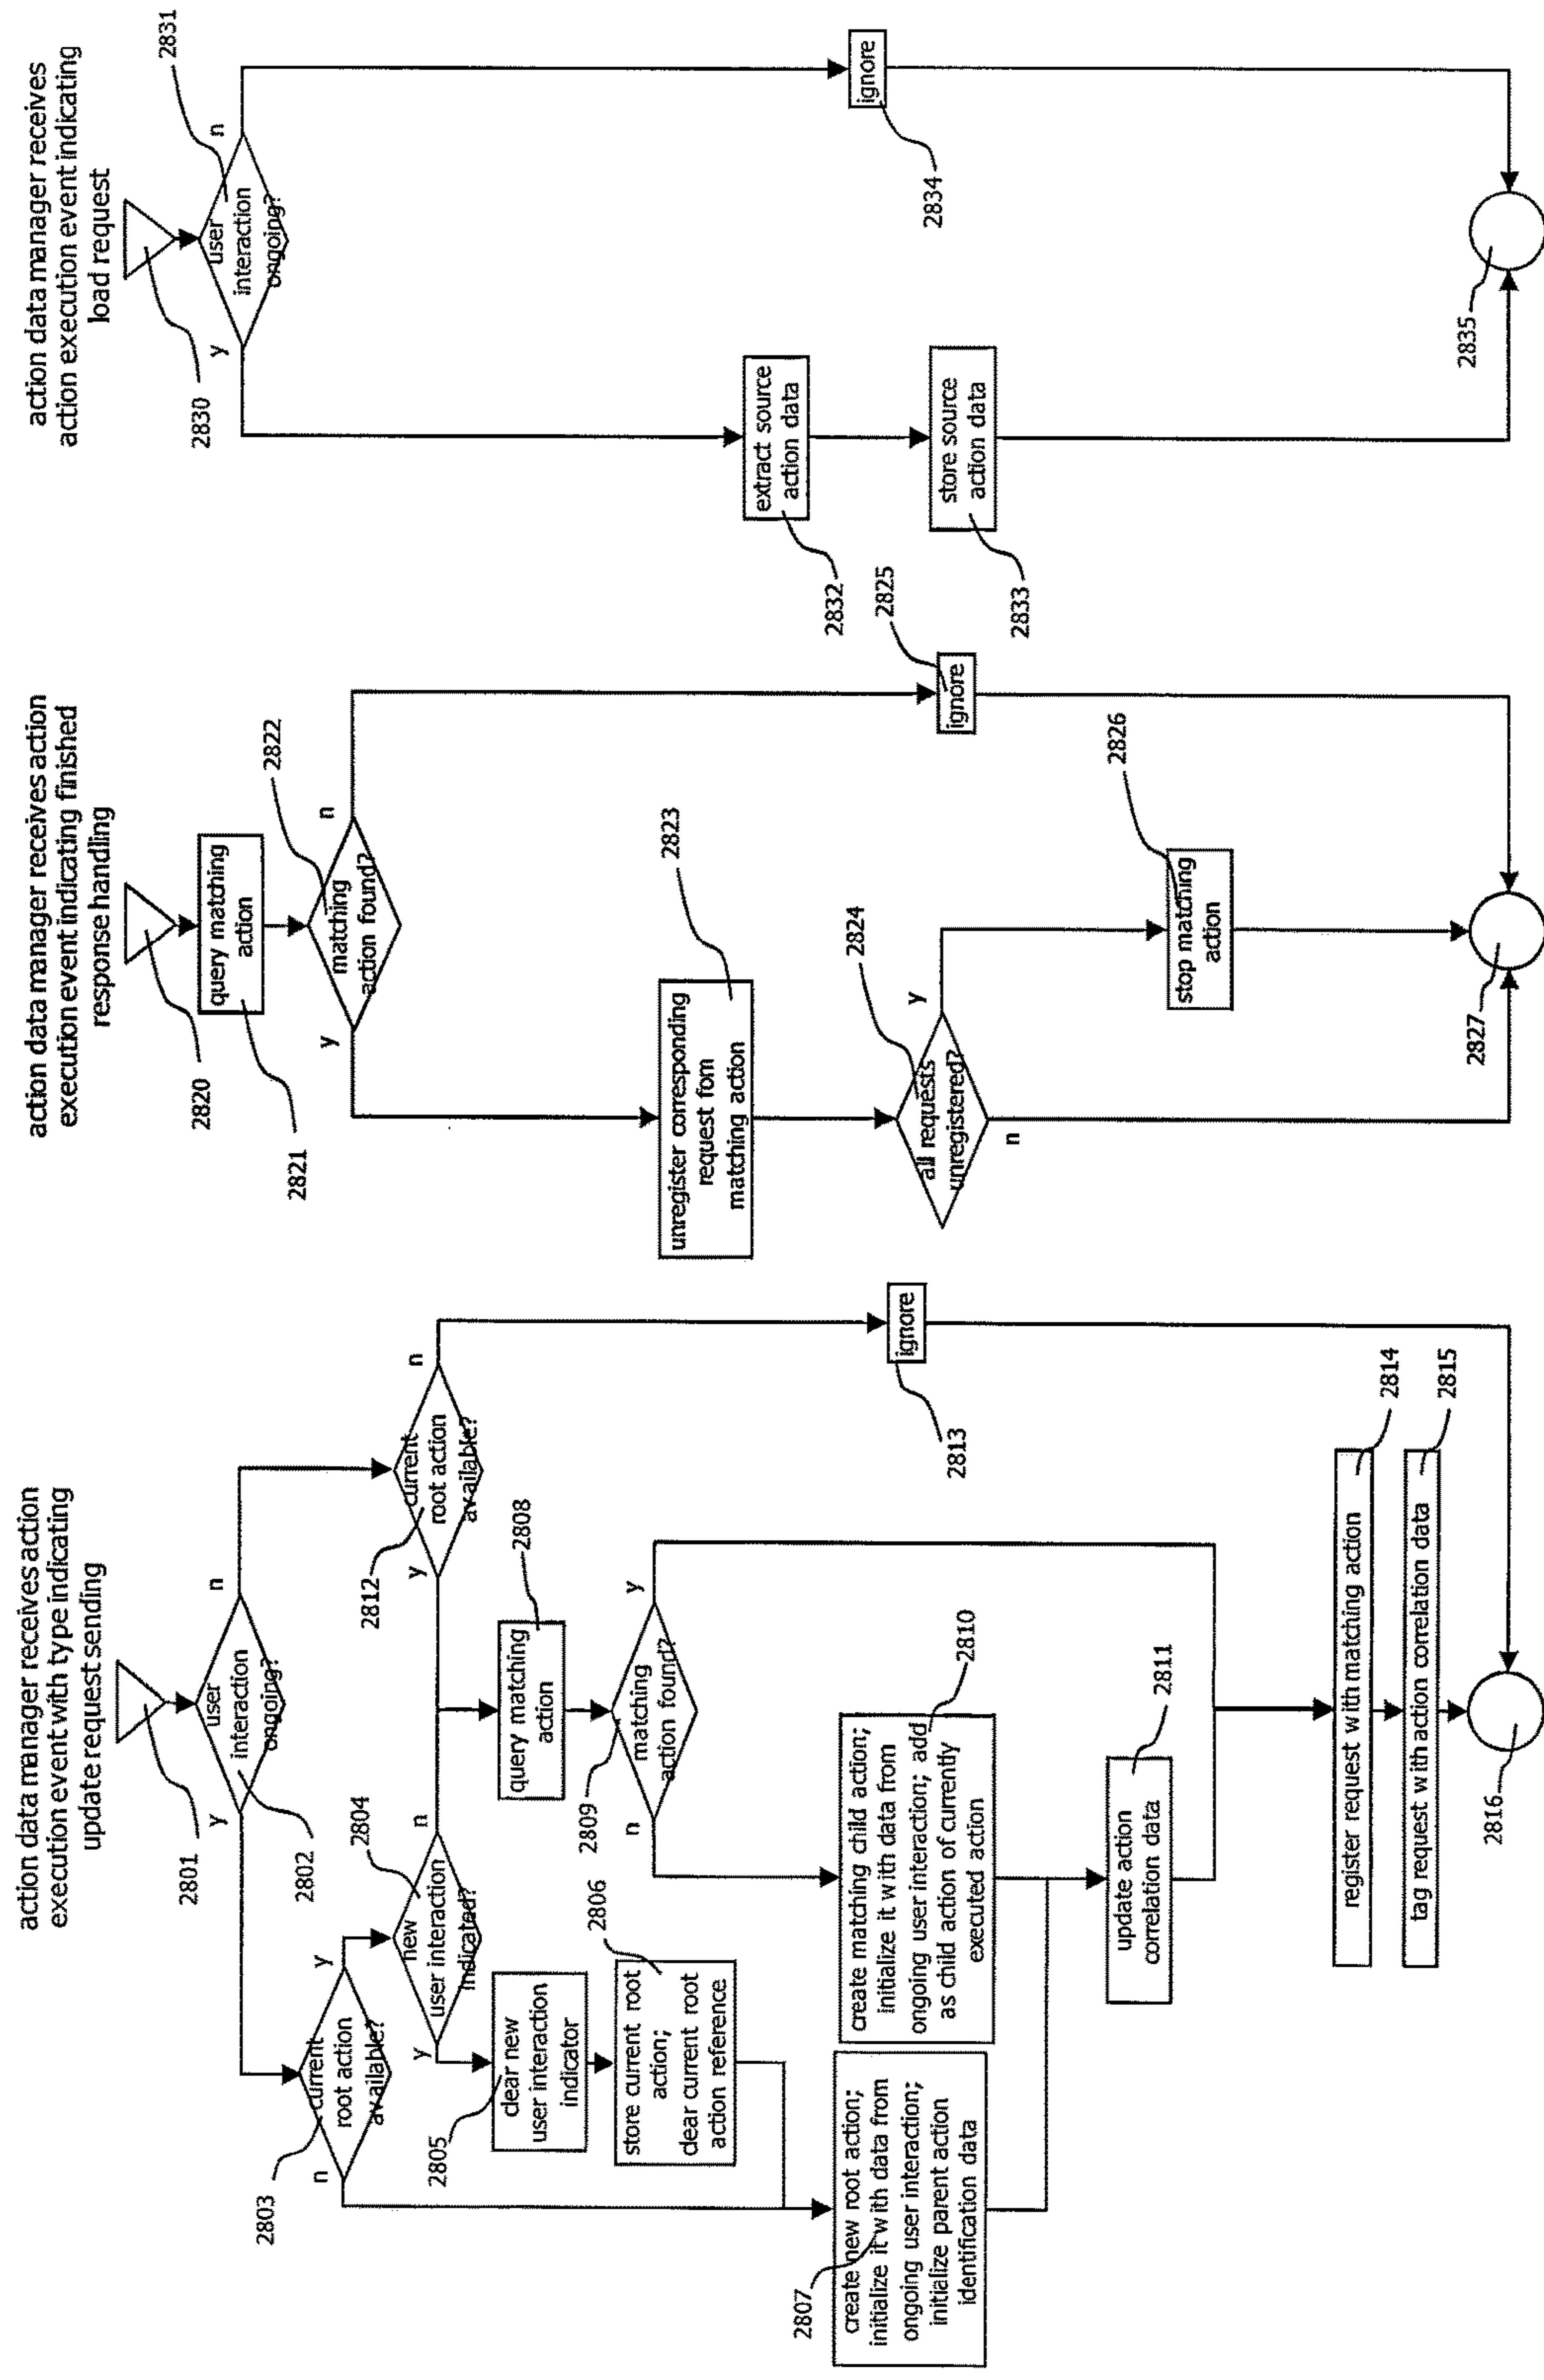 action data manager receives action
execution event with type indicating
update request sending
2801
user
interaction
ongoing?
2802
y
n
2803
current
root action
available?
n
y
2804
new
user interaction
indicated?
y
n
2812
current
root action
available?
y
n
2805
clear new
user interaction
indicator
2806
store current root
action;
clear current root
action reference
2808
query matching
action
2809
matching
action found?
n
y
2807
create new root action;
initialize it with data from
ongoing user interaction;
initialize parent action
identification data
2810
create matching child action;
initialize it with data from
ongoing user interaction; add
as child action of currently
executed action
ignore
2813
2811
update action
correlation data
register request with matching action
2814
tag request with action correlation data
2815
2816
action data manager receives action
execution event indicating finished
response handling
2820
query matching
action
2821
matching
action found?
2822
y
n
unregister corresponding
request fom
matching action
2823
all requests
unregistered?
2824
y
n
ignore
2825
stop matching
action
2826
2827
action data manager receives
action execution event indicating
load request
2830
user
interaction
ongoing?
2831
y
n
extract source
action data
2832
store source
action data
2833
ignore
2834
2835